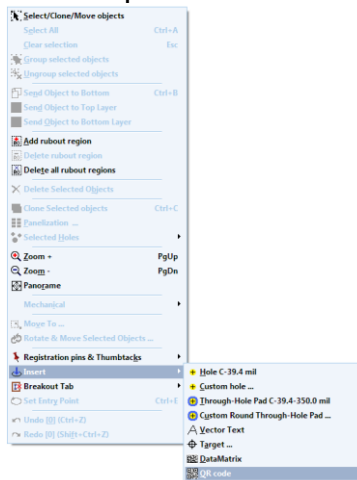 Select/Clone/Move objects
Select All Ctrl+A
Clear selection Esc
Group selected objects
Ungroup selected objects
Send Object to Bottom Ctrl+B
Send Object to Top Layer
Send Object to Bottom Layer
Add rubout region
Delete rubout region
Delete all rubout regions
Delete Selected Objects
Clone Selected objects Ctrl+C
Panelization ...
Selected Holes
Zoom + PgUp
Zoom - PgDn
Panorame
Mechanical
Move To ...
Rotate & Move Selected Objects ...
Registration pins & Thumbtacks
Insert
Breakout Tab
Set Entry Point Ctrl+E
Undo [0] (Ctrl+Z)
Redo [0] (Shift+Ctrl+Z)
Hole C-39.4 mil
Custom hole ...
Through-Hole Pad C-39.4-350.0 mil
Custom Round Through-Hole Pad ...
Vector Text
Target ...
DataMatrix
QR code